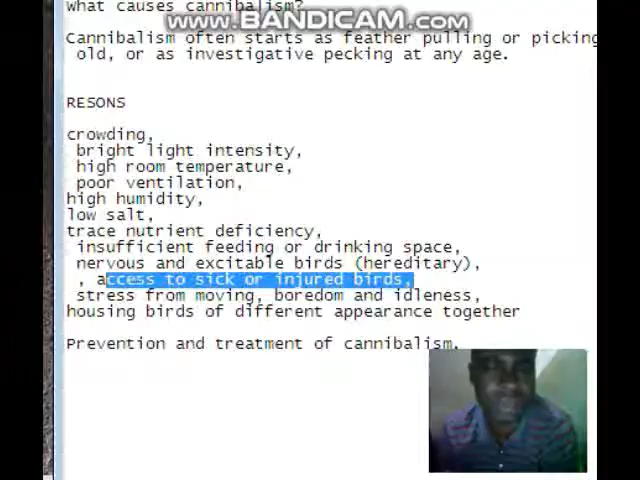 what causes cannibalism?
WWW.BANDICAM.COM
Cannibalism often starts as feather pulling or picking
old, or as investigative pecking at any age.
RESONS
crowding,
bright light intensity,
high room temperature,
poor ventilation,
high humidity,
low salt,
trace nutrient deficiency,
insufficient feeding or drinking space,
nervous and excitable birds (hereditary),
, access to sick or injured birds,
stress from moving, boredom and idleness,
housing birds of different appearance together
Prevention and treatment of cannibalism.